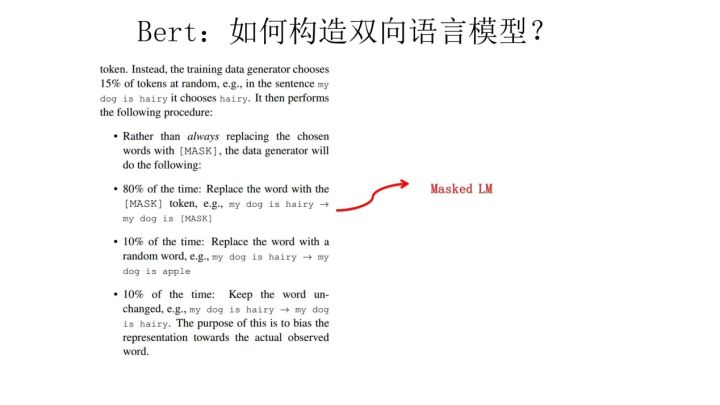 Bert：如何构造双向语言模型？
token. Instead, the training data generator chooses
15% of tokens at random, e.g., in the sentence my
dog is hairy it chooses hairy. It then performs
the following procedure:
• Rather than always replacing the chosen
words with [MASK], the data generator will
do the following:
• 80% of the time: Replace the word with the
[MASK] token, e.g., my dog is hairy →
my dog is [MASK]
• 10% of the time: Replace the word with a
random word, e.g., my dog is hairy → my
dog is apple
• 10% of the time: Keep the word un-
changed, e.g., my dog is hairy → my dog
is hairy. The purpose of this is to bias the
representation towards the actual observed
word.
Masked LM